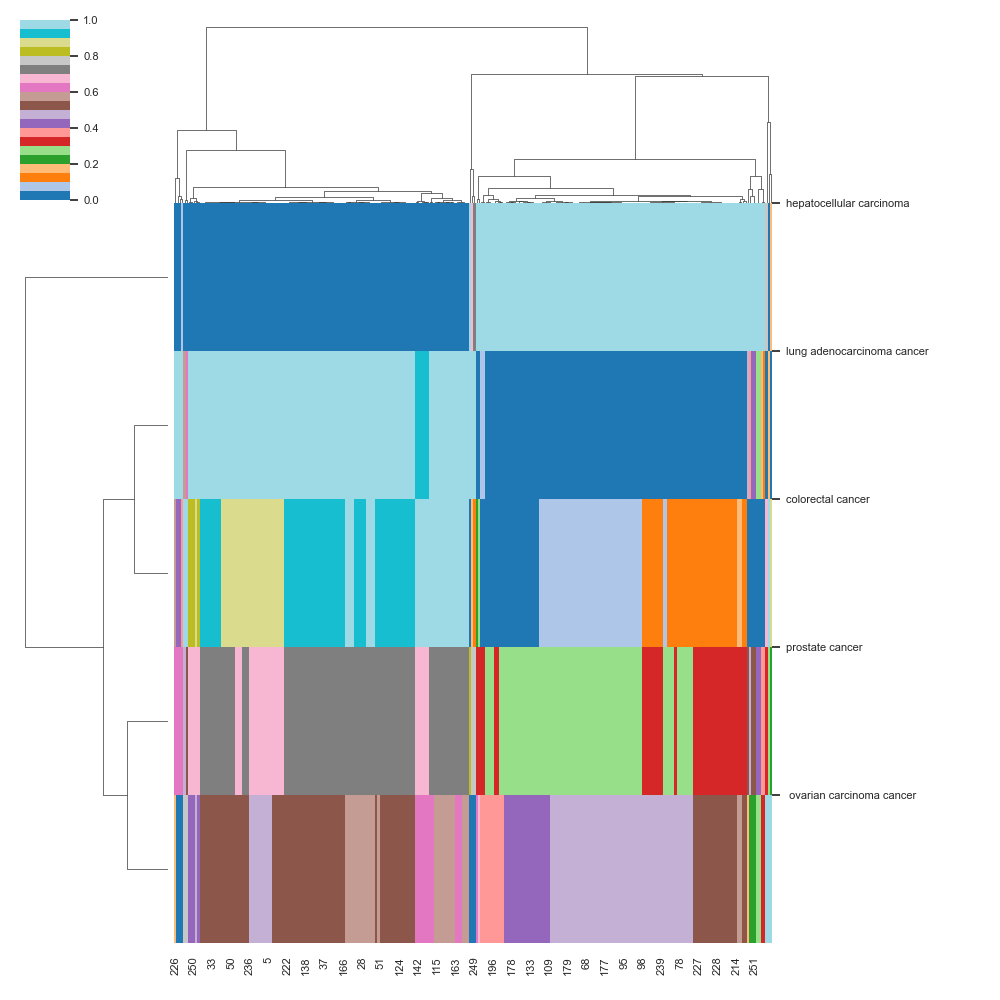 1.0
0.8
0.6
0.4
0.2
0.0
hepatocellular carcinoma
lung adenocarcinoma cancer
colorectal cancer
prostate cancer
ovarian carcinoma cancer
226 250 33 50 236 5 222 138 37 166 28 51 124 142 115 163 249 196 178 133 109 179 68 177 95 98 239 78 227 228 214 251